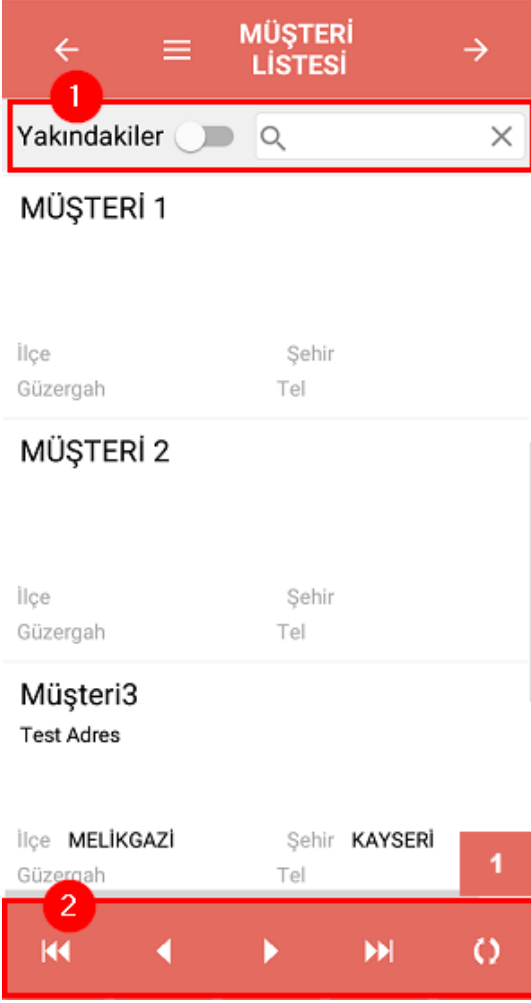 MÜŞTERİ
LİSTESİ
1
Yakındakiler
MÜŞTERİ 1
İlçe Şehir
Güzergah Tel
MÜŞTERİ 2
İlçe Şehir
Güzergah Tel
Müşteri3
Test Adres
İlçe MELİKGAZİ Şehir KAYSERİ
1
Güzergah Tel
2